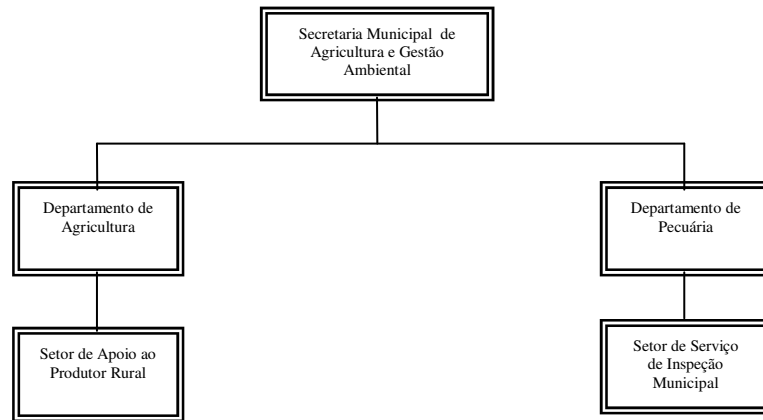 Secretaria Municipal de
Agricultura e Gestão
Ambiental
Departamento de
Agricultura
Departamento de
Pecuária
Setor de Apoio ao
Produtor Rural
Setor de Serviço
de Inspeção
Municipal